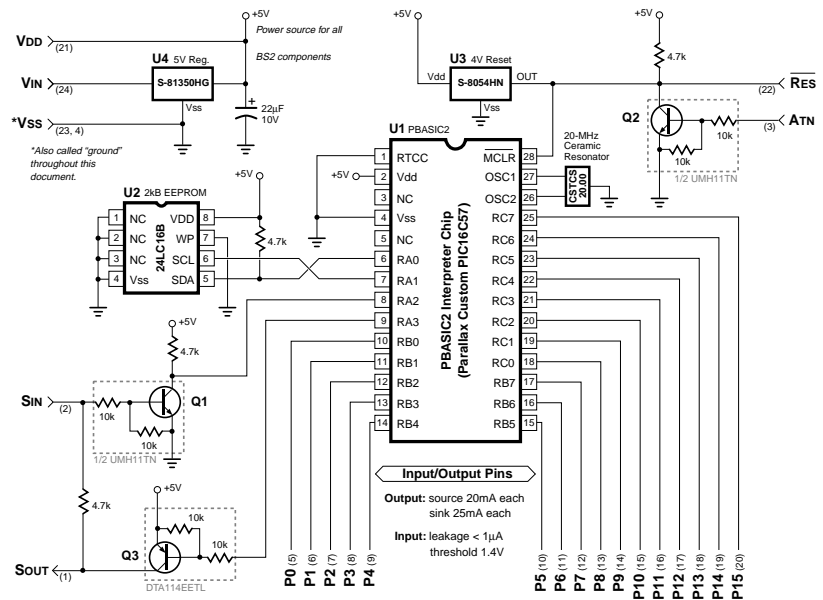 +5V
Power source for all
BS2 components
VDD (21)
U4 5V Reg.
S-81350HG
VIN (24)
Vss
*VSS (23, 4)
+
22µF
10V
*Also called "ground"
throughout this
document.
+5V
U3 4V Reset
Vdd
S-8054HN
OUT
Vss
+5V
4.7k
(22) RES
Q2
10k
(3) ATN
10k
1/2 UMH11TN
U1 PBASIC2
20-MHz
Ceramic
Resonator
CSTCS
20.00
+5V
PBASIC2 Interpreter Chip
(Parallax Custom PIC16C57)
1 RTCC
2 Vdd
3 NC
4 Vss
5 NC
6 RA0
7 RA1
8 RA2
9 RA3
10 RB0
11 RB1
12 RB2
13 RB3
14 RB4
MCLR 28
OSC1 27
OSC2 26
RC7 25
RC6 24
RC5 23
RC4 22
RC3 21
RC2 20
RC1 19
RC0 18
RB7 17
RB6 16
RB5 15
U2 2kB EEPROM
+5V
24LC16B
1 NC VDD 8
2 NC WP 7
3 NC SCL 6
4 Vss SDA 5
4.7k
+5V
4.7k
SIN (2)
10k
Q1
10k
1/2 UMH11TN
4.7k
+5V
10k
10k
Q3
SOUT (1)
DTA114EETL
Input/Output Pins
Output: source 20mA each
sink 25mA each
Input: leakage < 1µA
threshold 1.4V
P0 (5)
P1 (6)
P2 (7)
P3 (8)
P4 (9)
P5 (10)
P6 (11)
P7 (12)
P8 (13)
P9 (14)
P10 (15)
P11 (16)
P12 (17)
P13 (18)
P14 (19)
P15 (20)